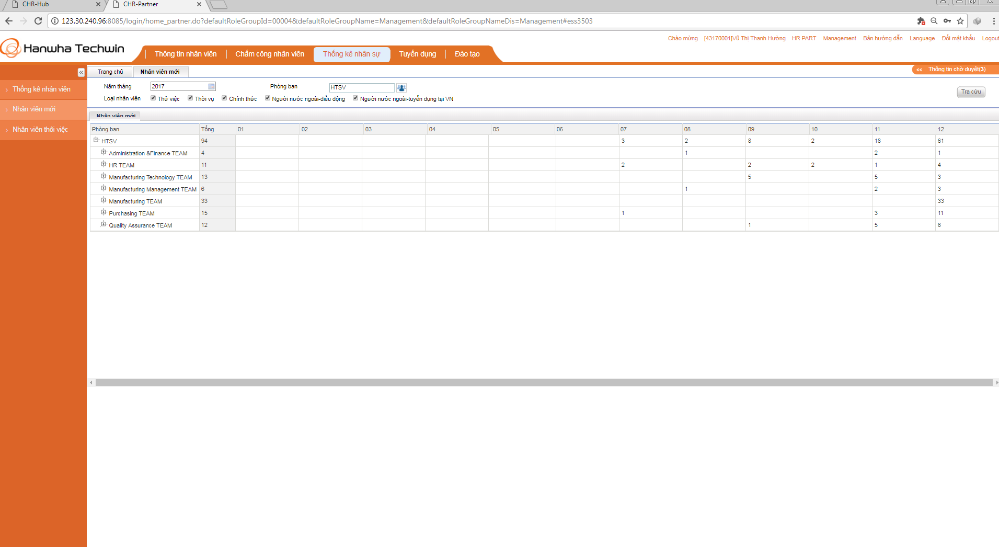 CHR-Hub
CHR-Partner
123.30.240.96:8085/login/home_partner.do?defaultRoleGroupId=00004&defaultRoleGroupName=Management&defaultRoleGroupNameDis=Management#ess3503
Chào mừng [43170001]Vũ Thị Thanh Hường HR PART Management Bản hướng dẫn Language Đổi mật khẩu Logout
Hanwha Techwin
Thông tin nhân viên Chấm công nhân viên Thống kê nhân sự Tuyển dụng Đào tạo
Trang chủ Nhân viên mới << Thông tin chờ duyệt(3)
Thống kê nhân viên
Nhân viên mới
Nhân viên thôi việc
Năm tháng 2017 Phòng ban HTSV
Tra cứu
Loại nhân viên Thử việc Thời vụ Chính thức Người nước ngoài-điều động Người nước ngoài-tuyển dụng tại VN
Nhân viên mới
Phòng ban Tổng 01 02 03 04 05 06 07 08 09 10 11 12
HTSV 94 3 2 8 2 18 61
Administration &Finance TEAM 4 1 2 1
HR TEAM 11 2 2 2 1 4
Manufacturing Technology TEAM 13 5 5 3
Manufacturing Management TEAM 6 1 2 3
Manufacturing TEAM 33 33
Purchasing TEAM 15 1 3 11
Quality Assurance TEAM 12 1 5 6